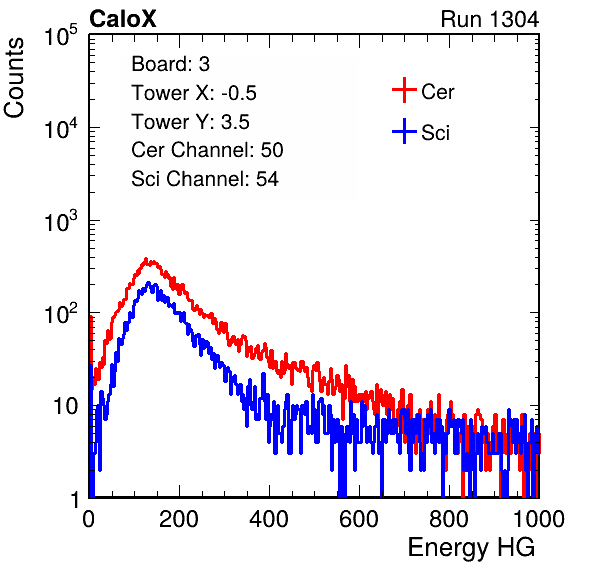 CaloX Run 1304
Counts
10^5
10^4
10^3
10^2
10
1
Board: 3
Tower X: -0.5
Tower Y: 3.5
Cer Channel: 50
Sci Channel: 54
Cer
Sci
0 200 400 600 800 1000
Energy HG